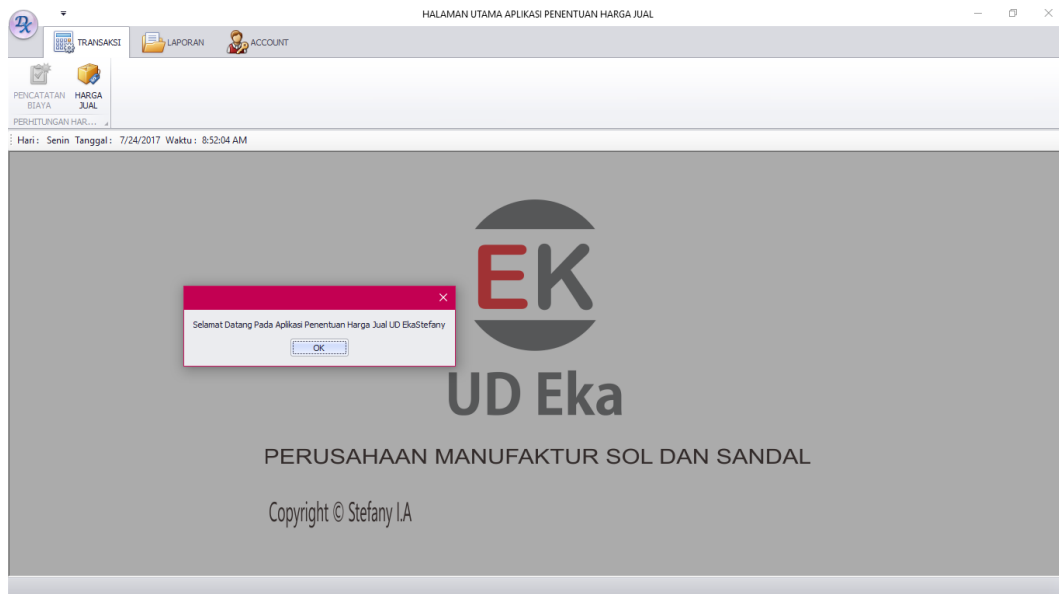 HALAMAN UTAMA APLIKASI PENENTUAN HARGA JUAL
TRANSAKSI LAPORAN ACCOUNT
PENCATATAN BIAYA
HARGA JUAL
PERHITUNGAN HAR...
Hari : Senin Tanggal : 7/24/2017 Waktu : 8:52:04 AM
EK
Selamat Datang Pada Aplikasi Penentuan Harga Jual UD EkaStefany
OK
UD Eka
PERUSAHAAN MANUFAKTUR SOL DAN SANDAL
Copyright © Stefany I.A